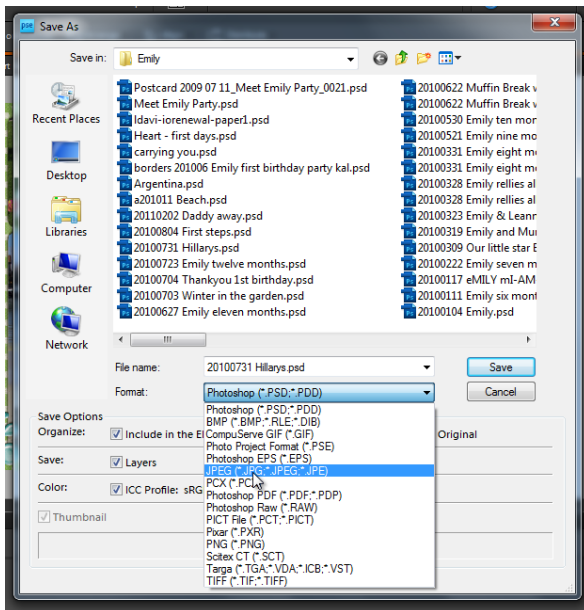 pse Save As
Save in: Emily
Recent Places
Desktop
Libraries
Computer
Network
Postcard 2009 07 11_Meet Emily Party_0021.psd
Meet Emily Party.psd
Idavi-iorenewal-paper1.psd
Heart - first days.psd
carrying you.psd
borders 201006 Emily first birthday party kal.psd
Argentina.psd
a201011 Beach.psd
20110202 Daddy away.psd
20100804 First steps.psd
20100731 Hillarys.psd
20100723 Emily twelve months.psd
20100704 Thankyou 1st birthday.psd
20100703 Winter in the garden.psd
20100627 Emily eleven months.psd
20100622 Muffin Break
20100622 Muffin Break
20100530 Emily ten mor
20100521 Emily nine mo
20100331 Emily eight m
20100331 Emily eight m
20100328 Emily rellies al
20100328 Emily rellies al
20100323 Emily & Leann
20100319 Emily and Mu
20100309 Our little star E
20100222 Emily seven m
20100117 eMILY mI-AM
20100111 Emily six mont
20100104 Emily.psd
File name: 20100731 Hillarys.psd Save
Format: Photoshop (*.PSD;*.PDD) Cancel
Photoshop (*.PSD;*.PDD)
BMP (*.BMP;*.RLE;*.DIB)
CompuServe GIF (*.GIF)
Photo Project Format (*.PSE)
Photoshop EPS (*.EPS)
JPEG (*.JPG;*.JPEG;*.JPE)
PCX (*.PC
Photoshop PDF (*.PDF;*.PDP)
Photoshop Raw (*.RAW)
PICT File (*.PCT;*.PICT)
Pixar (*.PXR)
PNG (*.PNG)
Scitex CT (*.SCT)
Targa (*.TGA;*.VDA;*.ICB;*.VST)
TIFF (*.TIF;*.TIFF)
Save Options
Organize: Include in the El Original
Save: Layers
Color: ICC Profile: sRG
Thumbnail